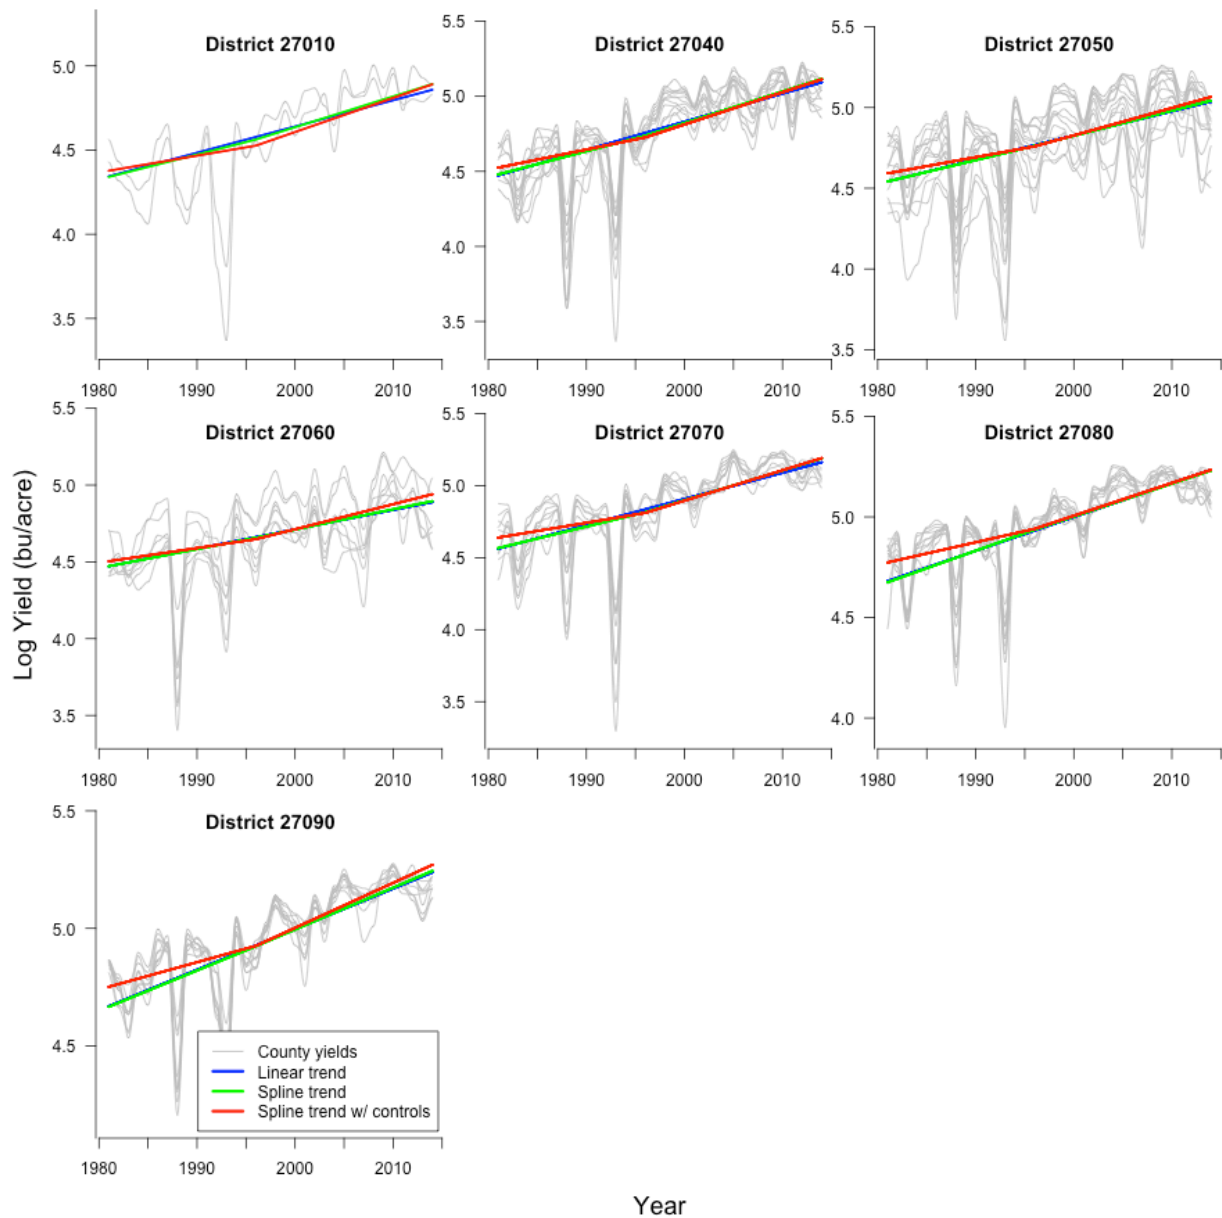 District 27010
5.0
4.5
4.0
3.5
1980 1990 2000 2010
District 27040
5.5
5.0
4.5
4.0
3.5
1980 1990 2000 2010
District 27050
5.5
5.0
4.5
4.0
3.5
1980 1990 2000 2010
District 27060
5.5
5.0
4.5
4.0
3.5
1980 1990 2000 2010
District 27070
5.5
5.0
4.5
3.5
1980 1990 2000 2010
District 27080
5.5
5.0
4.5
4.0
1980 1990 2000 2010
District 27090
5.5
5.0
4.5
1980 1990 2000 2010
County yields
Linear trend
Spline trend
Spline trend w/ controls
Log Yield (bu/acre)
Year